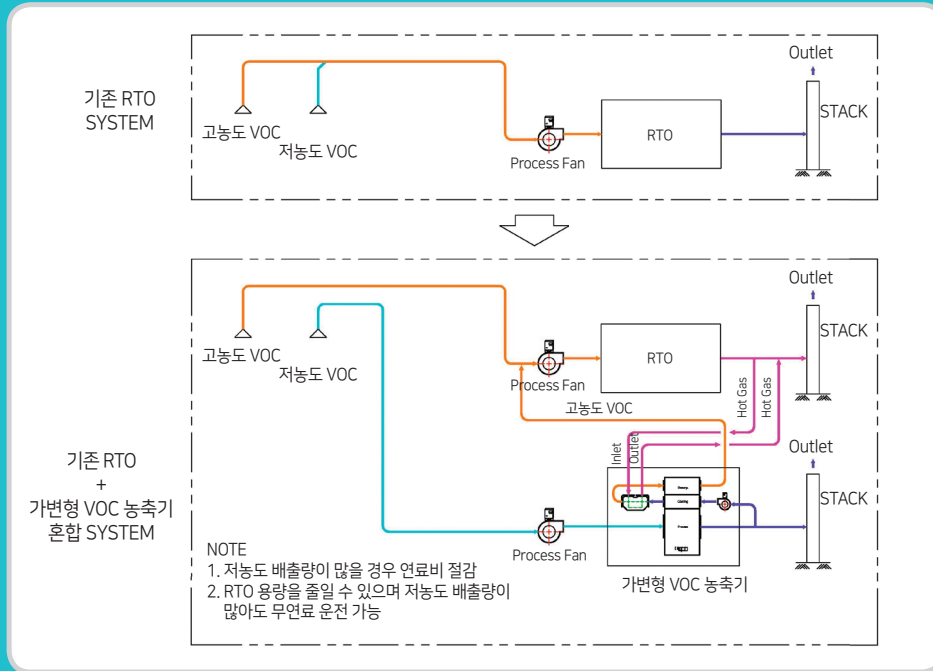 기존 RTO
SYSTEM
고농도 VOC
저농도 VOC
Process Fan
RTO
Outlet
STACK
기존 RTO
+
가변형 VOC 농축기
혼합 SYSTEM
고농도 VOC
저농도 VOC
Process Fan
고농도 VOC
RTO
Hot Gas
Hot Gas
Outlet
STACK
Inlet
Outlet
Cooling
Process
Process Fan
가변형 VOC 농축기
Outlet
STACK
NOTE
1. 저농도 배출량이 많을 경우 연료비 절감
2. RTO 용량을 줄일 수 있으며 저농도 배출량이
많아도 무연료 운전 가능